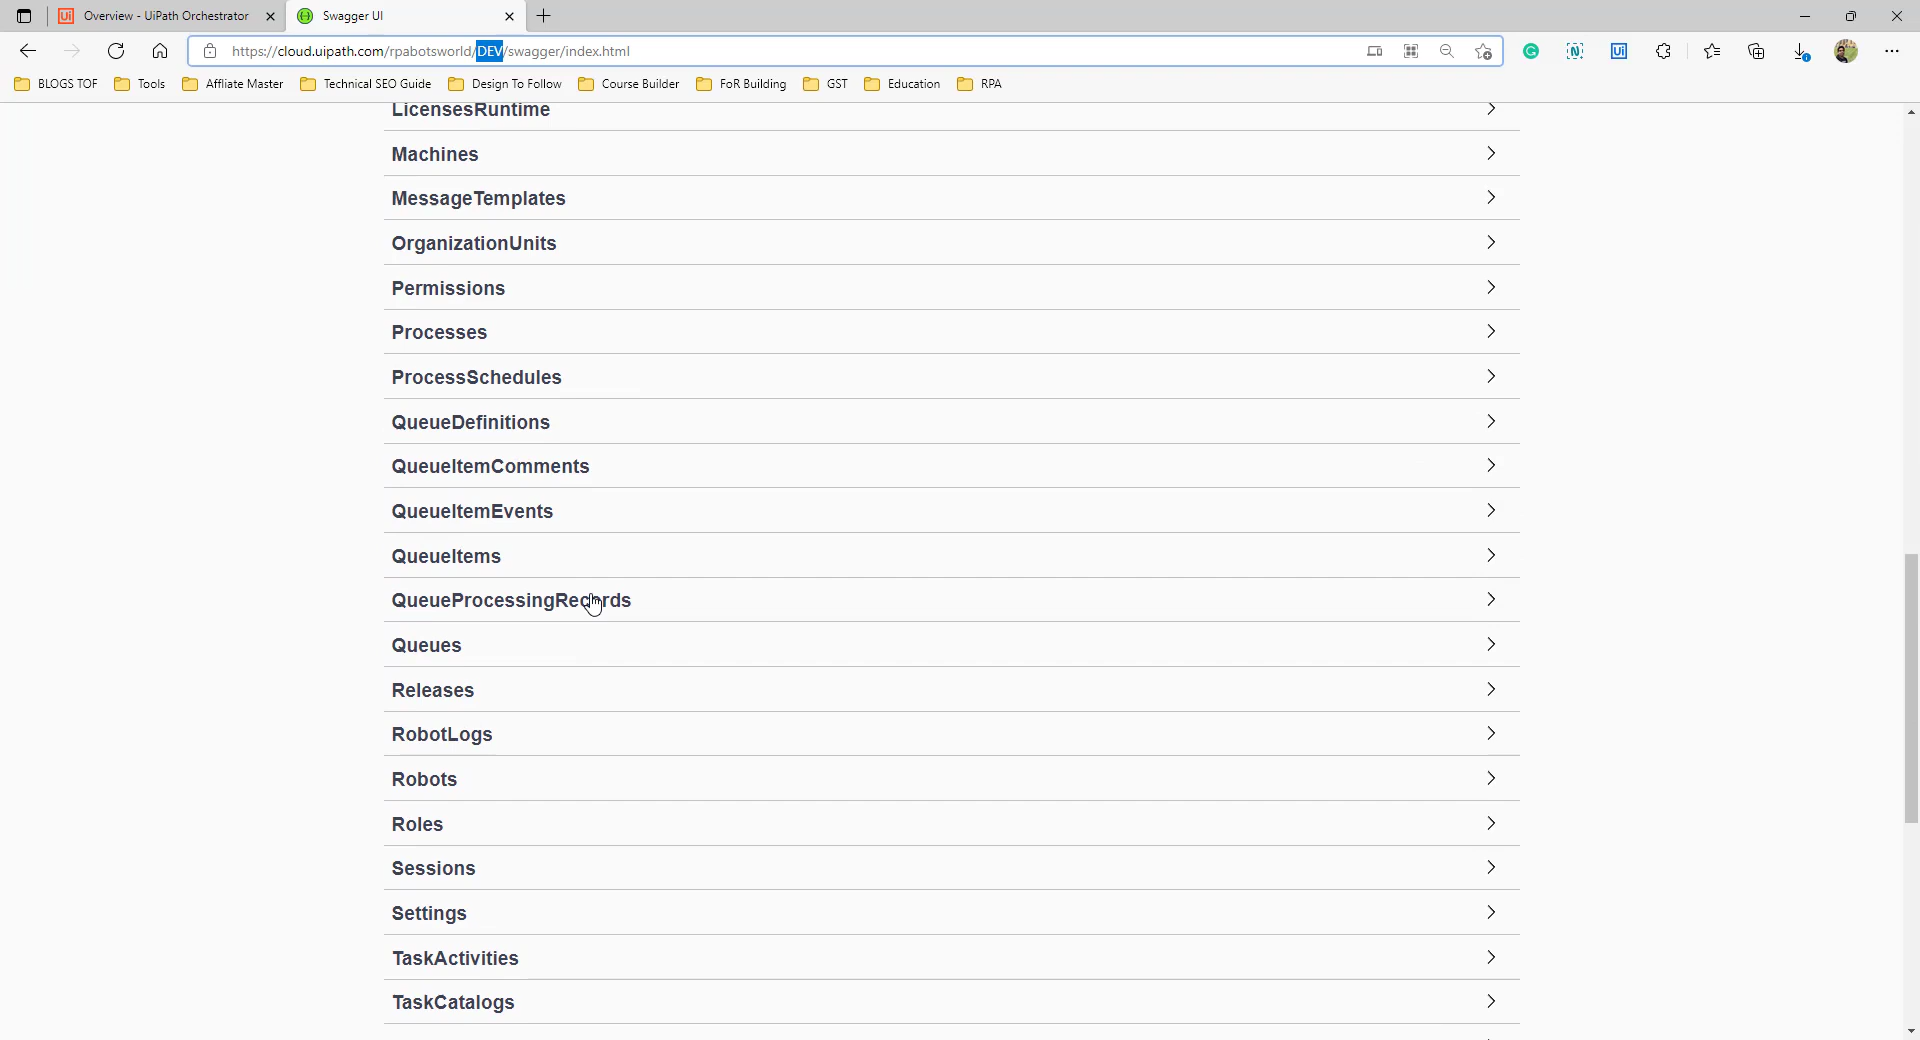 Overview - UiPath Orchestrator
Swagger UI
https://cloud.uipath.com/rpabotsworld/DEV/swagger/index.html
BLOGS TOF
Tools
Affliate Master
Technical SEO Guide
Design To Follow
Course Builder
FoR Building
GST
Education
RPA
LicensesRuntime
Machines
MessageTemplates
OrganizationUnits
Permissions
Processes
ProcessSchedules
QueueDefinitions
QueueItemComments
QueueItemEvents
QueueItems
QueueProcessingRecords
Queues
Releases
RobotLogs
Robots
Roles
Sessions
Settings
TaskActivities
TaskCatalogs